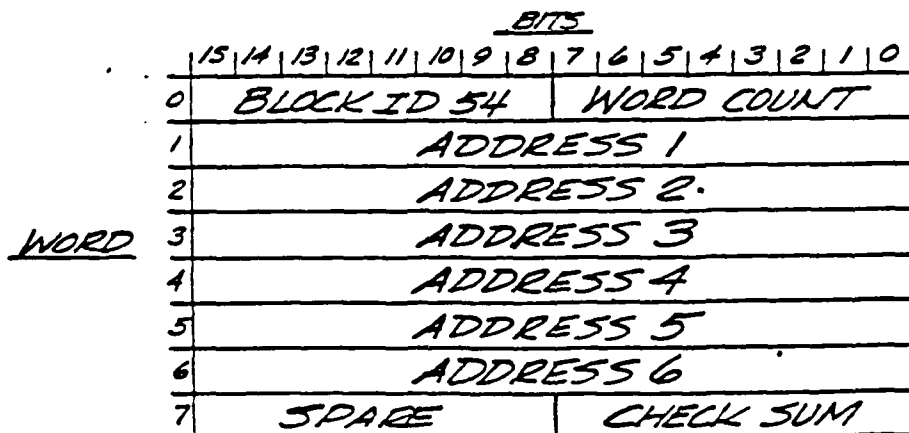 BITS
15 14 13 12 11 10 9 8 7 6 5 4 3 2 1 0
0 BLOCK ID 54 WORD COUNT
1 ADDRESS 1
2 ADDRESS 2.
WORD 3 ADDRESS 3
4 ADDRESS 4
5 ADDRESS 5
6 ADDRESS 6
7 SPARE CHECK SUM